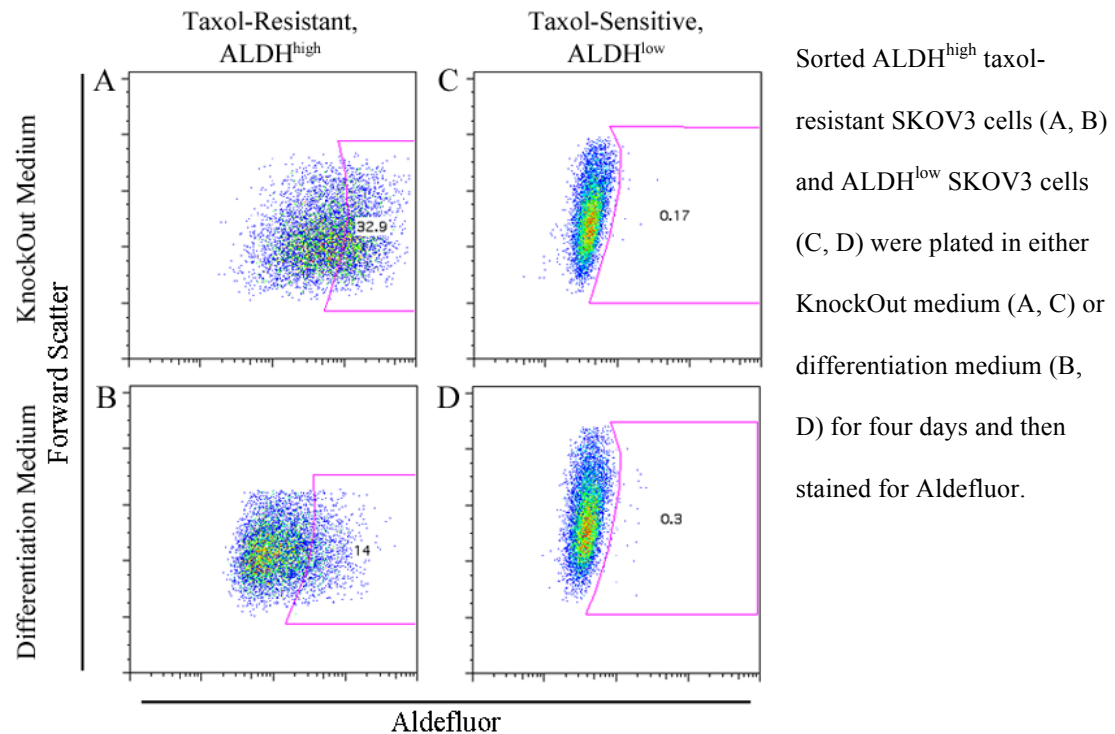 Taxol-Resistant,
ALDHhigh
Taxol-Sensitive,
ALDHlow
A
C
B
D
KnockOut Medium
Differentiation Medium
Forward Scatter
32.9
0.17
14
0.3
Aldefluor
Sorted ALDHhigh taxol-
resistant SKOV3 cells (A, B)
and ALDHlow SKOV3 cells
(C, D) were plated in either
KnockOut medium (A, C) or
differentiation medium (B,
D) for four days and then
stained for Aldefluor.